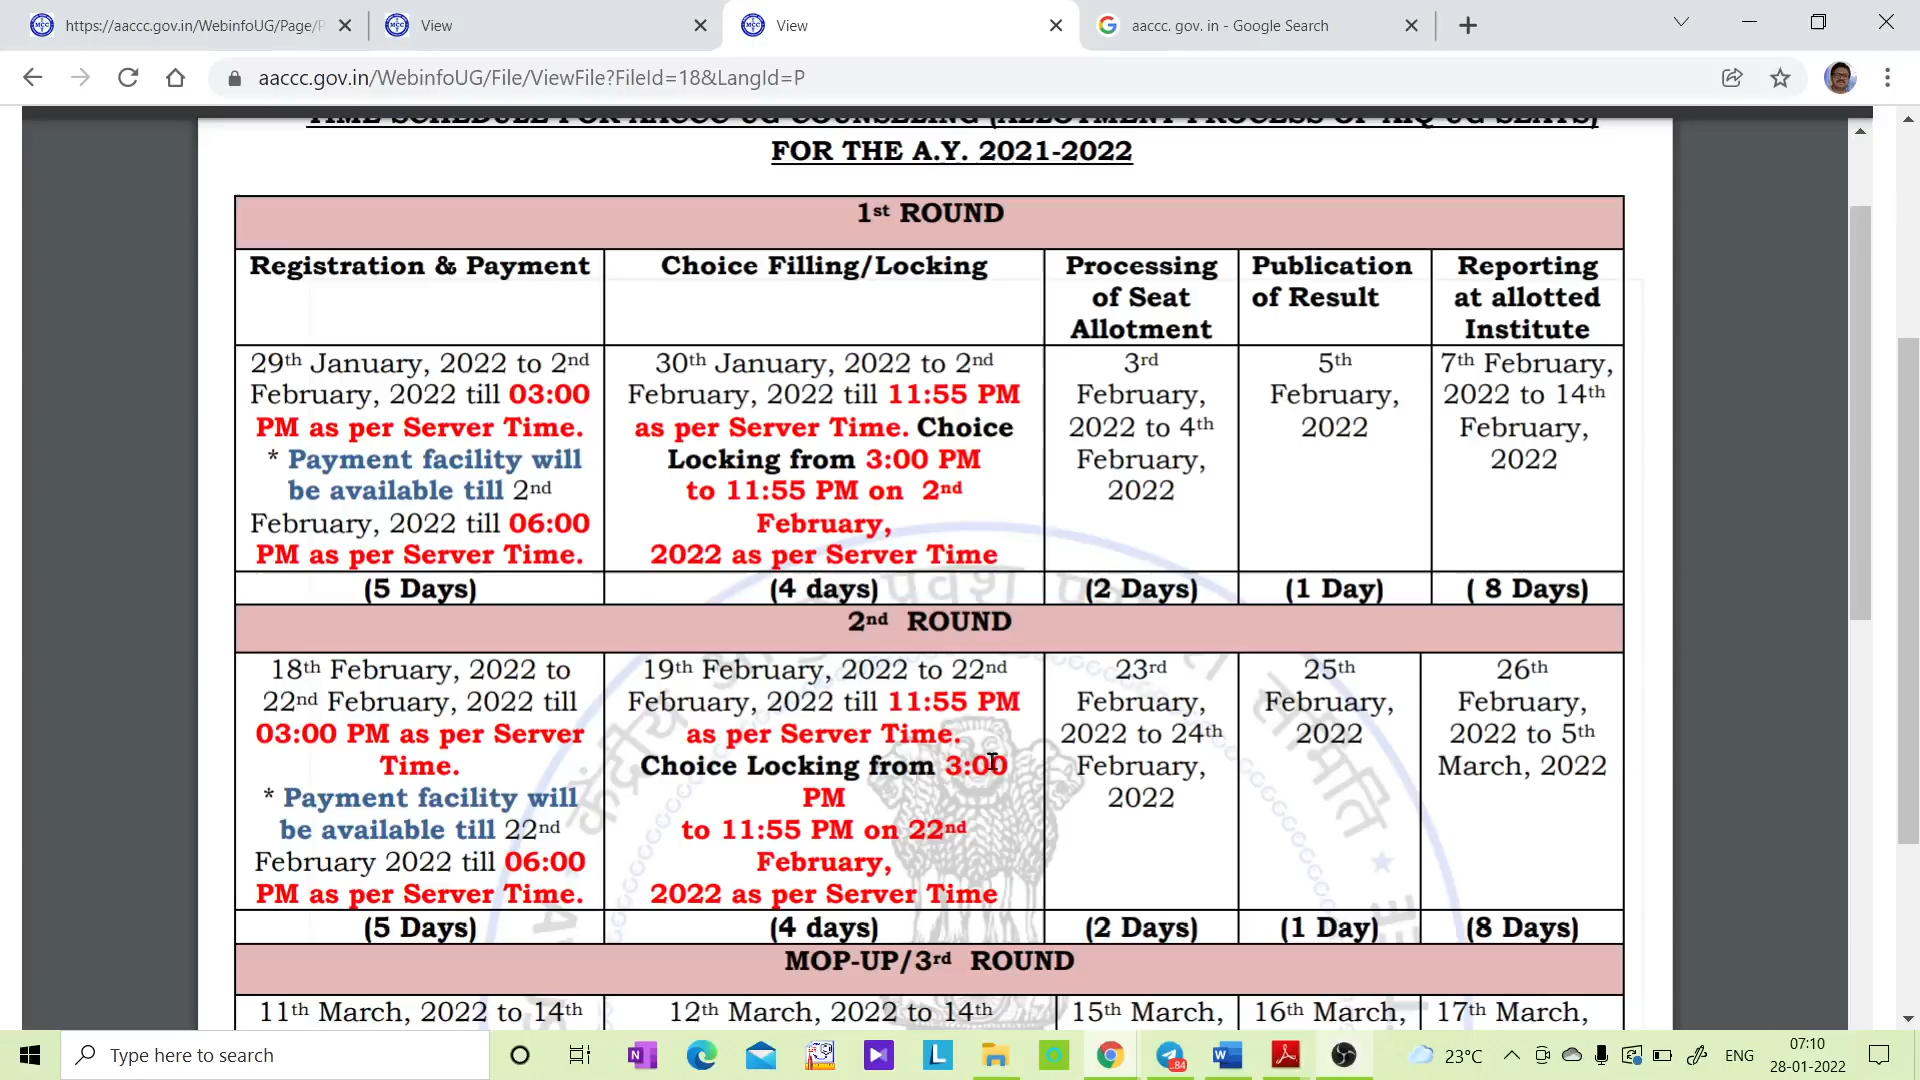 https://aaccc.gov.in/WebinfoUG/Page/P
View
View
aaccc. gov. in - Google Search
aaccc.gov.in/WebinfoUG/File/ViewFile?FileId=18&LangId=P
TIME SCHEDULE FOR AACCC-UG COUNSELING (ALLOTMENT PROCESS OF AIQ UG SEATS)
FOR THE A.Y. 2021-2022
1st ROUND
Registration & Payment
Choice Filling/Locking
Processing
of Seat
Allotment
Publication
of Result
Reporting
at allotted
Institute
29th January, 2022 to 2nd
February, 2022 till 03:00
PM as per Server Time.
* Payment facility will
be available till 2nd
February, 2022 till 06:00
PM as per Server Time.
30th January, 2022 to 2nd
February, 2022 till 11:55 PM
as per Server Time. Choice
Locking from 3:00 PM
to 11:55 PM on 2nd
February,
2022 as per Server Time
3rd
February,
2022 to 4th
February,
2022
5th
February,
2022
7th February,
2022 to 14th
February,
2022
(5 Days)
(4 days)
(2 Days)
(1 Day)
( 8 Days)
2nd ROUND
18th February, 2022 to
22nd February, 2022 till
03:00 PM as per Server
Time.
* Payment facility will
be available till 22nd
February 2022 till 06:00
PM as per Server Time.
19th February, 2022 to 22nd
February, 2022 till 11:55 PM
as per Server Time.
Choice Locking from 3:00
PM
to 11:55 PM on 22nd
February,
2022 as per Server Time
23rd
February,
2022 to 24th
February,
2022
25th
February,
2022
26th
February,
2022 to 5th
March, 2022
(5 Days)
(4 days)
(2 Days)
(1 Day)
(8 Days)
MOP-UP/3rd ROUND
11th March, 2022 to 14th
12th March, 2022 to 14th
15th March,
16th March,
17th March,
Type here to search
84
23°C
ENG
07:10
28-01-2022